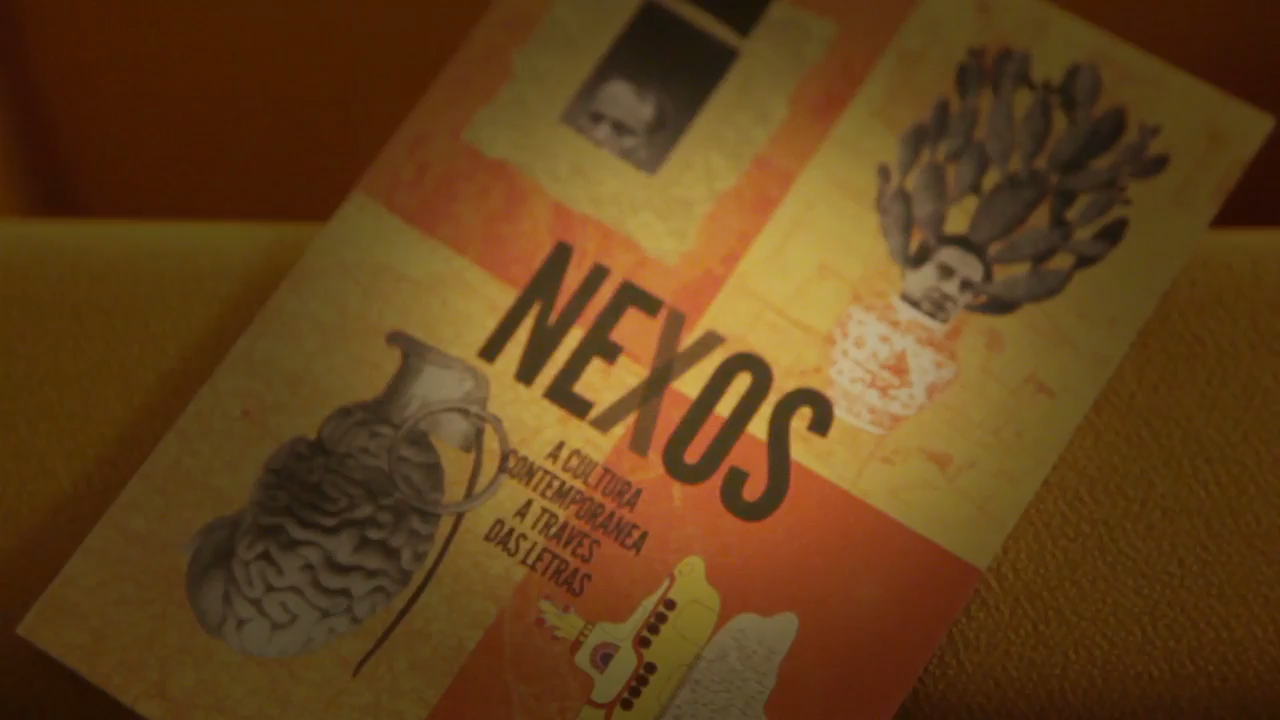 NEXOS
A CULTURA
CONTEMPORANEA
A TRAVES
DAS LETRAS